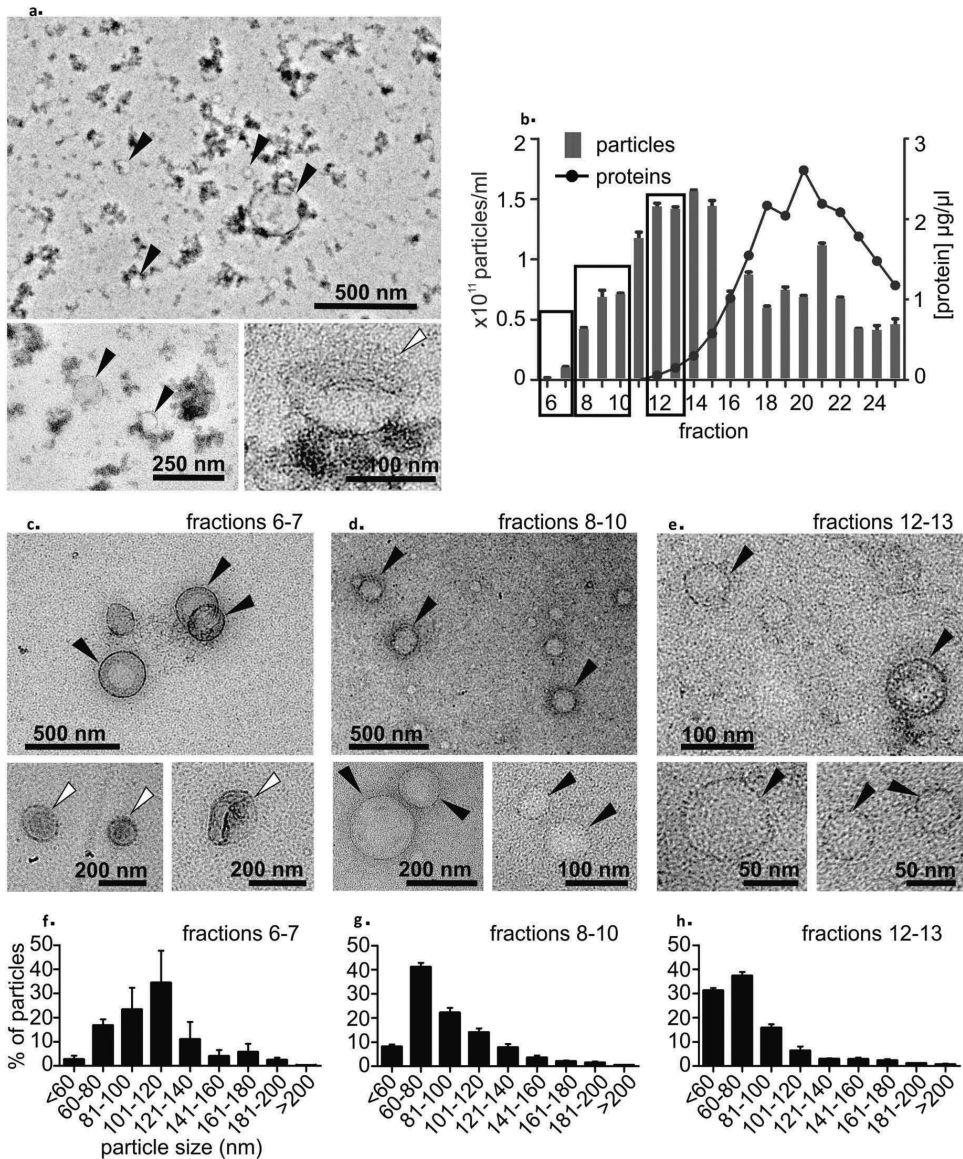 a.
500 nm
250 nm
100 nm
b.
particles
proteins
2
1.5
1
0.5
0
x10¹¹ particles/ml
3
2
1
0
[protein] µg/µl
6 8 10 12 14 16 18 20 22 24
fraction
c. fractions 6-7
500 nm
200 nm
200 nm
d. fractions 8-10
500 nm
200 nm
100 nm
e. fractions 12-13
100 nm
50 nm
50 nm
f. fractions 6-7
% of particles
50
40
30
20
10
0
<60 60-80 81-100 101-120 121-140 141-160 161-180 181-200 >200
particle size (nm)
g. fractions 8-10
50
40
30
20
10
0
<60 60-80 81-100 101-120 121-140 141-160 161-180 181-200 >200
h. fractions 12-13
50
40
30
20
10
0
<60 60-80 81-100 101-120 121-140 141-160 161-180 181-200 >200